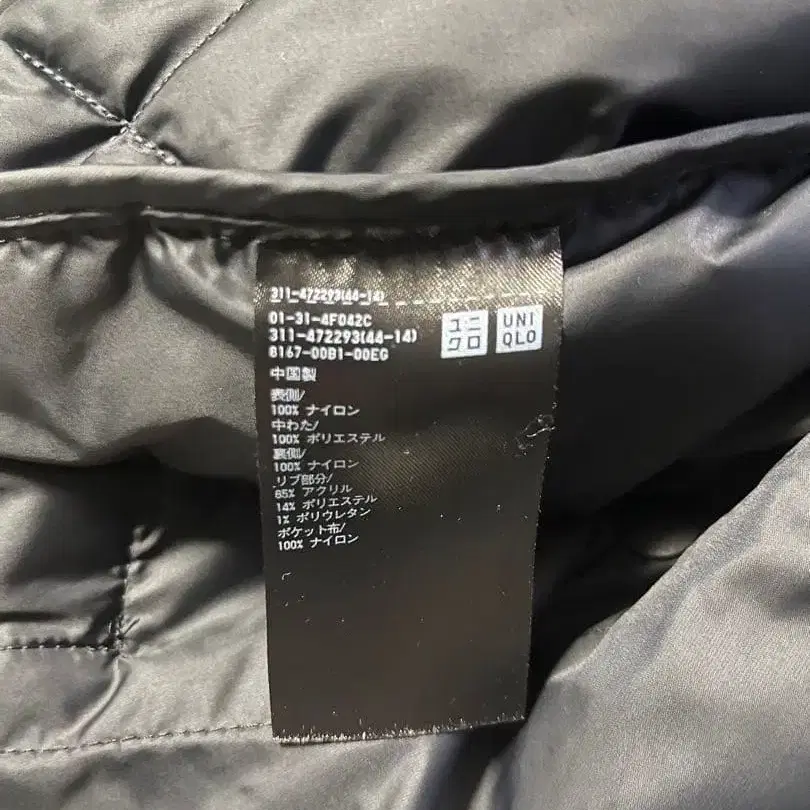 311-472293(44-14)
01-31-4F042C
311-472293(44-14)
8167-00B1-00EG
ユニ
クロ
UNI
QLO
中国製
表側/
100% ナイロン
中わた/
100% ポリエステル
裏側/
100% ナイロン
リブ部分/
85% アクリル
14% ポリエステル
1% ポリウレタン
ポケット布/
100% ナイロン